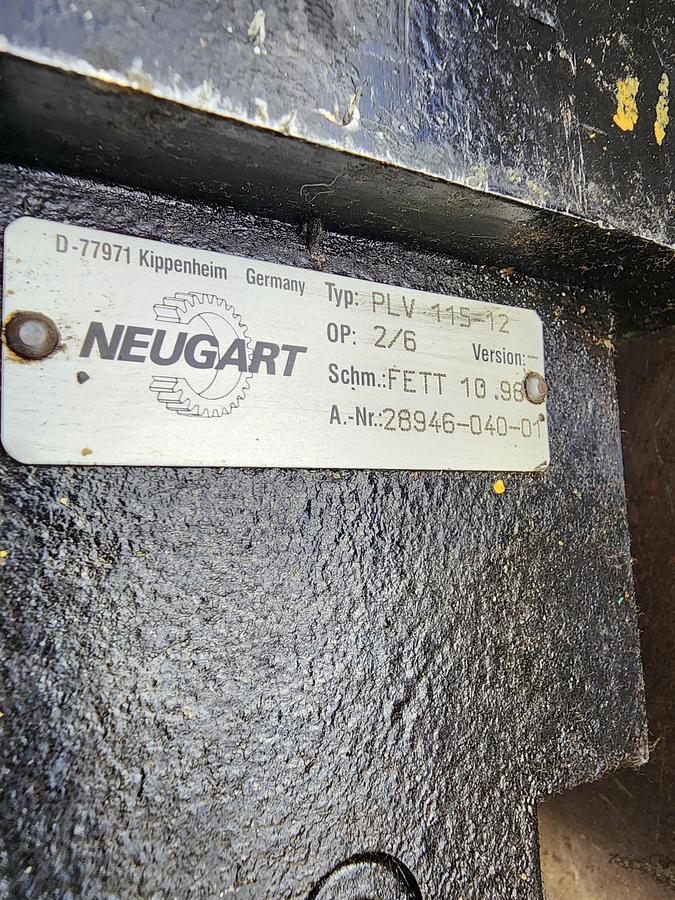 D-77971 Kippenheim Germany
NEUGART
Typ: PLV 115-12
OP: 2/6
Version: --
Schm.: FETT 10.98
A.-Nr.: 28946-040-01